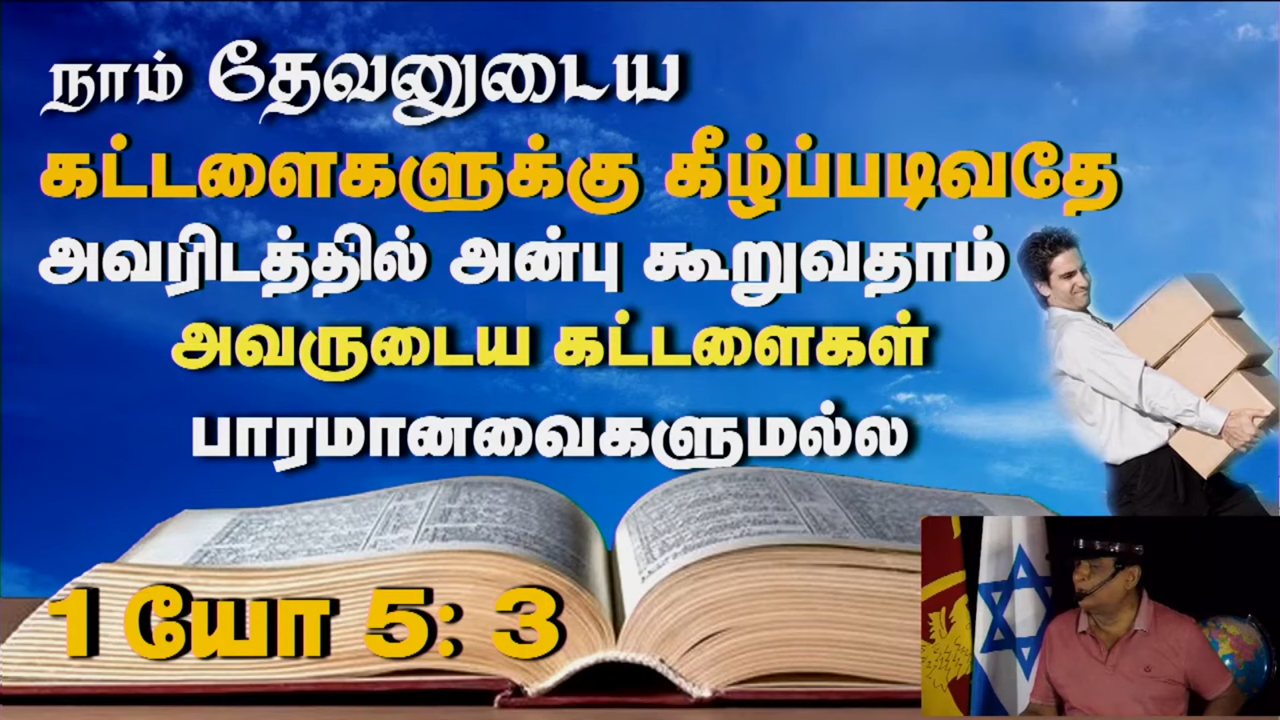 நாம் தேவனுடைய
கட்டளைகளுக்கு கீழ்ப்படிவதே
அவரிடத்தில் அன்பு கூறுவதாம்
அவருடைய கட்டளைகள்
பாரமானவைகளுமல்ல
1 யோ 5: 3